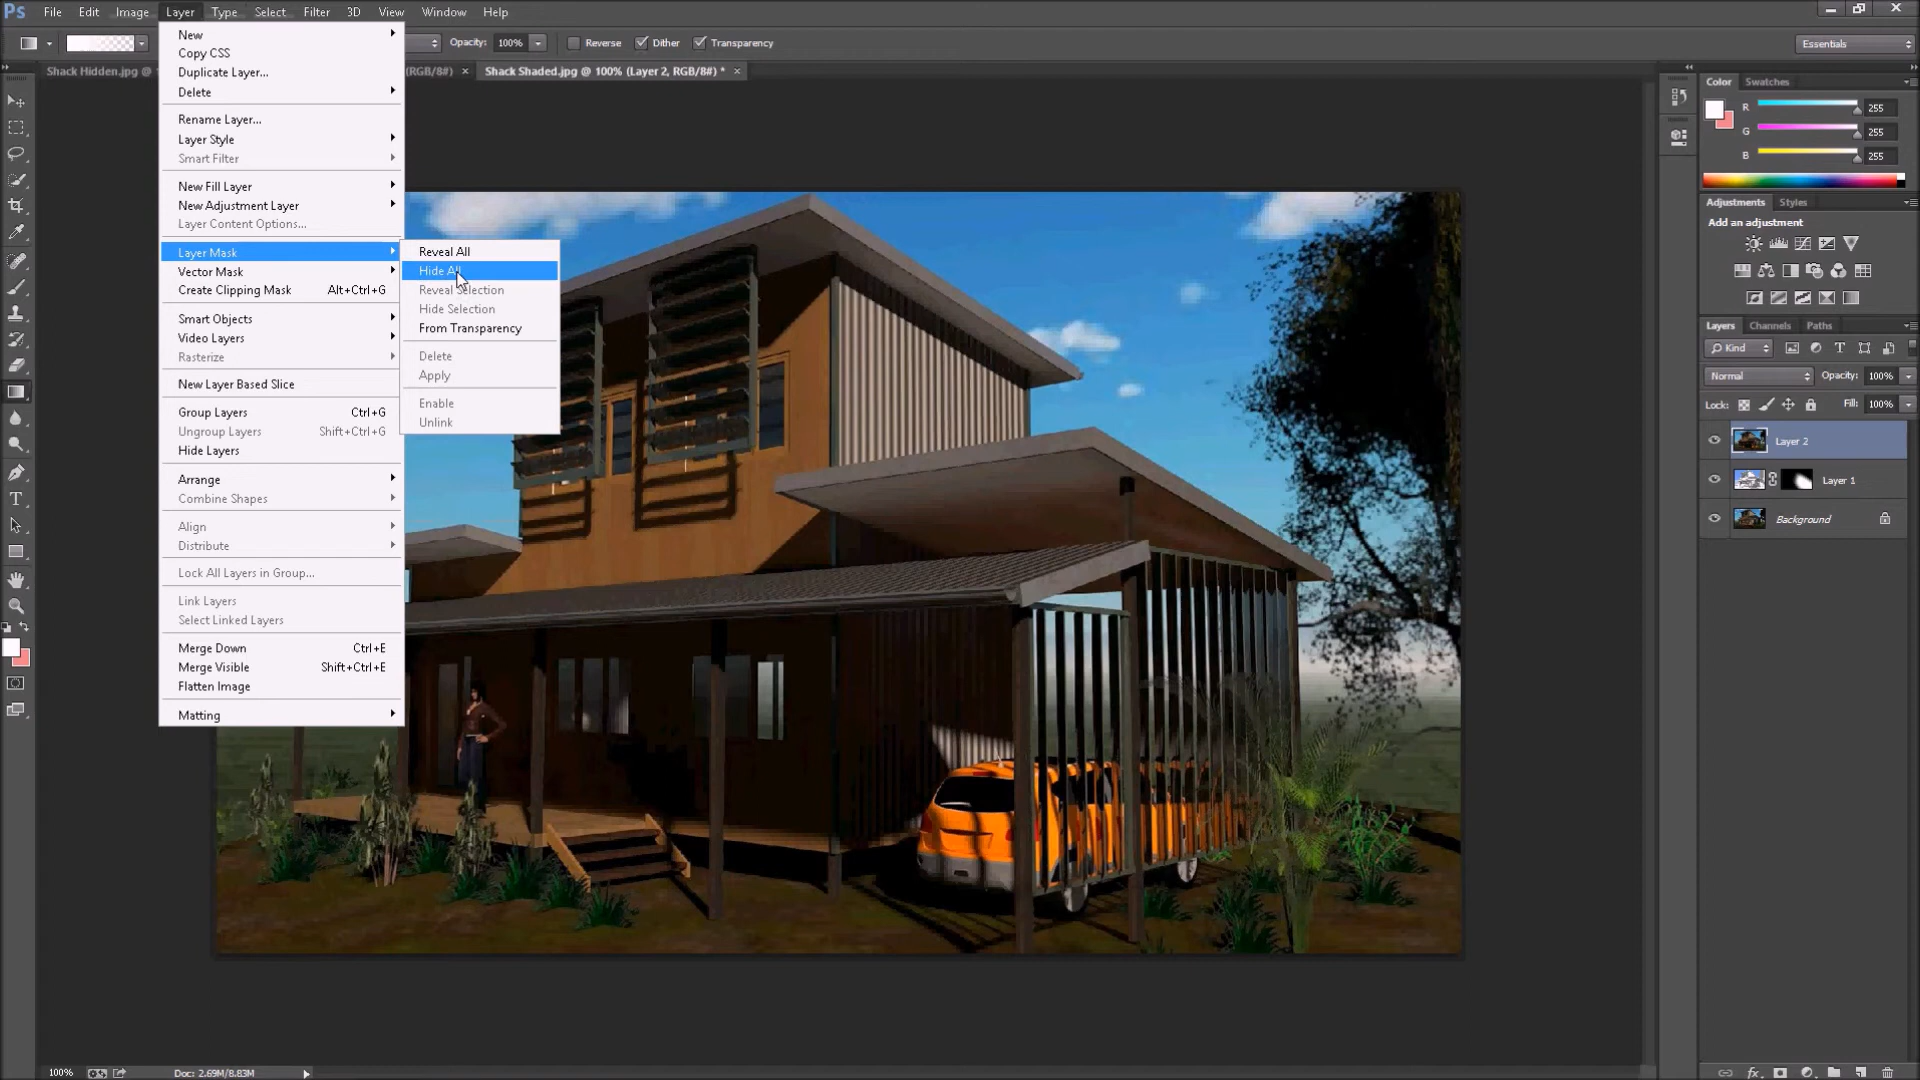 Ps File Edit Image Layer Type Select Filter 3D View Window Help
Opacity: 100% Reverse Dither Transparency Essentials
Shack Hidden.jpg @ (RGB/8#) × Shack Shaded.jpg @ 100% (Layer 2, RGB/8#) * ×
New
Copy CSS
Duplicate Layer...
Delete
Rename Layer...
Layer Style
Smart Filter
New Fill Layer
New Adjustment Layer
Layer Content Options...
Layer Mask
Vector Mask
Create Clipping Mask Alt+Ctrl+G
Smart Objects
Video Layers
Rasterize
New Layer Based Slice
Group Layers Ctrl+G
Ungroup Layers Shift+Ctrl+G
Hide Layers
Arrange
Combine Shapes
Align
Distribute
Lock All Layers in Group...
Link Layers
Select Linked Layers
Merge Down Ctrl+E
Merge Visible Shift+Ctrl+E
Flatten Image
Matting
Reveal All
Hide All
Reveal Selection
Hide Selection
From Transparency
Delete
Apply
Enable
Unlink
Color Swatches
R 255
G 255
B 255
Adjustments Styles
Add an adjustment
Layers Channels Paths
Kind
Normal Opacity: 100%
Lock: Fill: 100%
Layer 2
Layer 1
Background
100% Doc: 2.69M/8.83M
fx